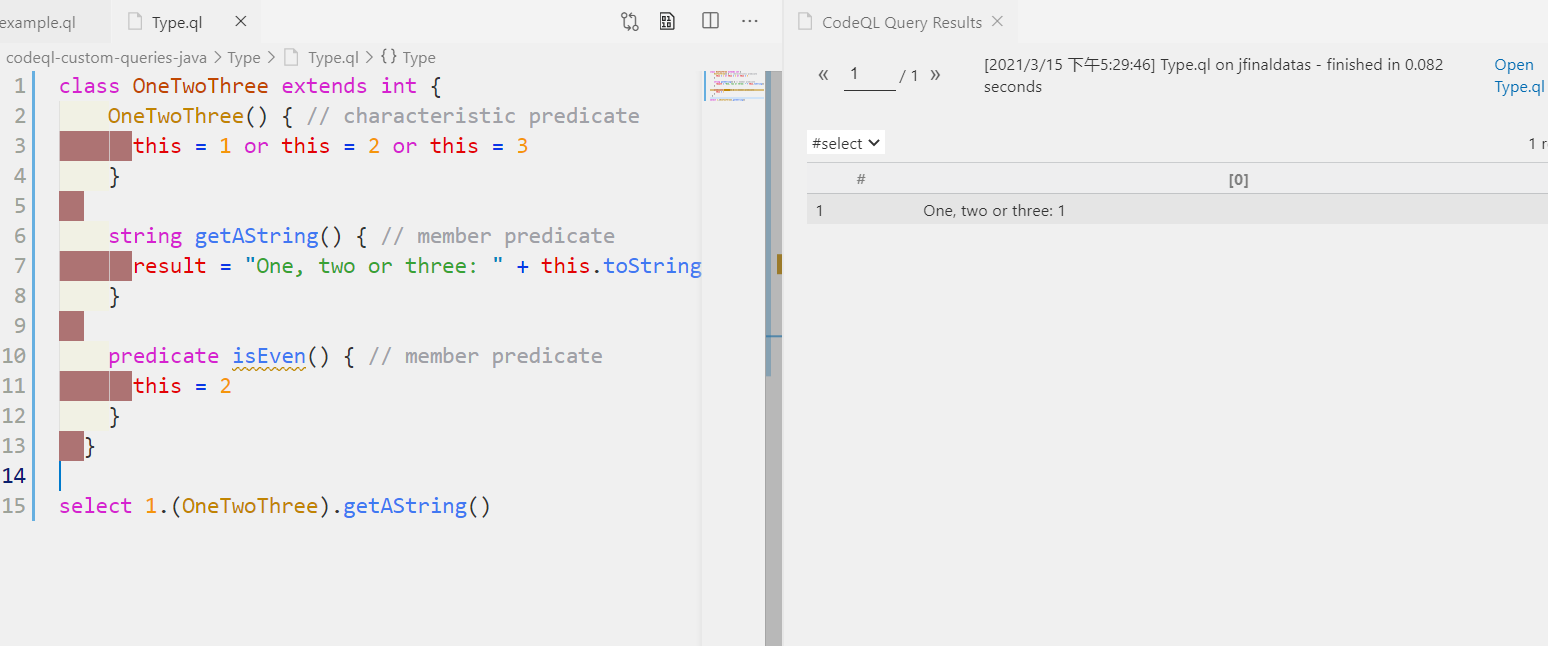 example.ql Type.ql
codeql-custom-queries-java > Type > Type.ql > {} Type
1 class OneTwoThree extends int {
2 OneTwoThree() { // characteristic predicate
3 this = 1 or this = 2 or this = 3
4 }
5
6 string getAString() { // member predicate
7 result = "One, two or three: " + this.toString
8 }
9
10 predicate isEven() { // member predicate
11 this = 2
12 }
13 }
14
15 select 1.(OneTwoThree).getAString()
CodeQL Query Results
« 1 / 1 »
[2021/3/15 下午5:29:46] Type.ql on jfinaldatas - finished in 0.082
seconds
Open
Type.ql
#select
1 r
# [0]
1 One, two or three: 1